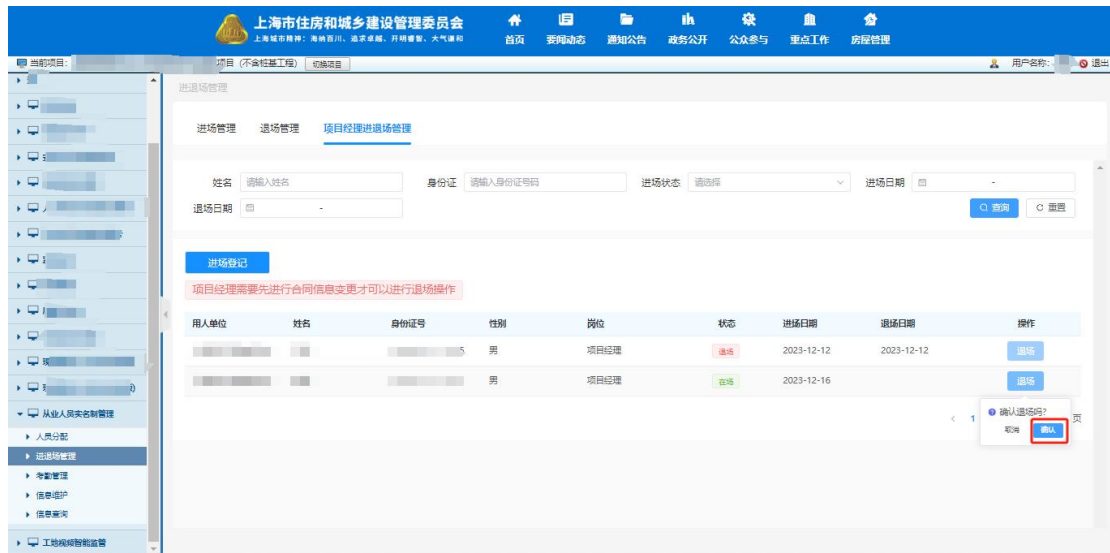 上海市住房和城乡建设管理委员会
上海城市精神：海纳百川、追求卓越、开明睿智、大气谦和
首页 要闻动态 通知公告 政务公开 公众参与 重点工作 房屋管理
当前项目： 项目（不含桩基工程） 切换项目 用户名称： 退出
进退场管理
进场管理 退场管理 项目经理进退场管理
姓名 请输入姓名 身份证 请输入身份证号码 进场状态 请选择 进场日期 -
退场日期 - 查询 重置
进场登记
项目经理需要先进行合同信息变更才可以进行退场操作
用人单位 姓名 身份证号 性别 岗位 状态 进场日期 退场日期 操作
5 男 项目经理 退场 2023-12-12 2023-12-12 退场
男 项目经理 在场 2023-12-16 退场
确认退场吗?
< 1 页
取消 确认
从业人员实名制管理
人员分配
进退场管理
考勤管理
信息维护
信息查询
工地视频智能监管